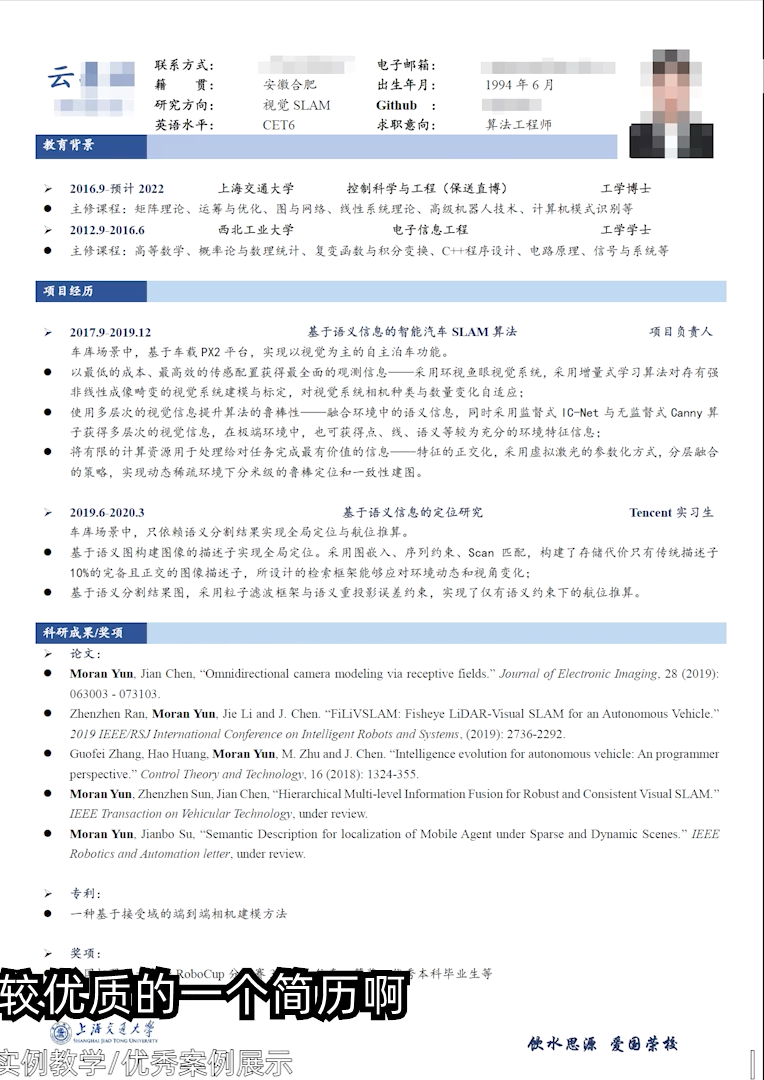 云
联系方式： 电子邮箱：
籍 贯： 安徽合肥 出生年月： 1994 年 6 月
研究方向： 视觉 SLAM Github ：
英语水平： CET6 求职意向： 算法工程师
教育背景
2016.9-预计 2022 上海交通大学 控制科学与工程（保送直博） 工学博士
主修课程：矩阵理论、运筹与优化、图与网络、线性系统理论、高级机器人技术、计算机模式识别等
2012.9-2016.6 西北工业大学 电子信息工程 工学学士
主修课程：高等数学、概率论与数理统计、复变函数与积分变换、C++程序设计、电路原理、信号与系统等
项目经历
2017.9-2019.12 基于语义信息的智能汽车 SLAM 算法 项目负责人
车库场景中，基于车载 PX2 平台，实现以视觉为主的自主泊车功能。
以最低的成本、最高效的传感配置获得最全面的观测信息——采用环视鱼眼视觉系统，采用增量式学习算法对存有强
非线性成像畸变的视觉系统建模与标定，对视觉系统相机种类与数量变化自适应；
使用多层次的视觉信息提升算法的鲁棒性——融合环境中的语义信息，同时采用监督式 IC-Net 与无监督式 Canny 算
子获得多层次的视觉信息，在极端环境中，也可获得点、线、语义等较为充分的环境特征信息；
将有限的计算资源用于处理给对任务完成最有价值的信息——特征的正交化，采用虚拟激光的参数化方式，分层融合
的策略，实现动态稀疏环境下分米级的鲁棒定位和一致性建图。
2019.6-2020.3 基于语义信息的定位研究 Tencent 实习生
车库场景中，只依赖语义分割结果实现全局定位与航位推算。
基于语义图构建图像的描述子实现全局定位。采用图嵌入、序列约束、Scan 匹配，构建了存储代价只有传统描述子
10%的完备且正交的图像描述子，所设计的检索框架能够应对环境动态和视角变化；
基于语义分割结果图，采用粒子滤波框架与语义重投影误差约束，实现了仅有语义约束下的航位推算。
科研成果/奖项
论文：
Moran Yun, Jian Chen, “Omnidirectional camera modeling via receptive fields.” Journal of Electronic Imaging, 28 (2019):
063003 - 073103.
Zhenzhen Ran, Moran Yun, Jie Li and J. Chen. “FiLiVSLAM: Fisheye LiDAR-Visual SLAM for an Autonomous Vehicle.”
2019 IEEE/RSJ International Conference on Intelligent Robots and Systems, (2019): 2736-2292.
Guofei Zhang, Hao Huang, Moran Yun, M. Zhu and J. Chen. “Intelligence evolution for autonomous vehicle: An programmer
perspective.” Control Theory and Technology, 16 (2018): 1324-355.
Moran Yun, Zhenzhen Sun, Jian Chen, “Hierarchical Multi-level Information Fusion for Robust and Consistent Visual SLAM.”
IEEE Transaction on Vehicular Technology, under review.
Moran Yun, Jianbo Su, “Semantic Description for localization of Mobile Agent under Sparse and Dynamic Scenes.” IEEE
Robotics and Automation letter, under review.
专利：
一种基于接受域的端到端相机建模方法
奖项：
RoboCup 优秀本科毕业生等
较优质的一个简历啊
上海交通大学
SHANGHAI JIAO TONG UNIVERSITY
饮水思源 爱国荣校
实例教学/优秀案例展示